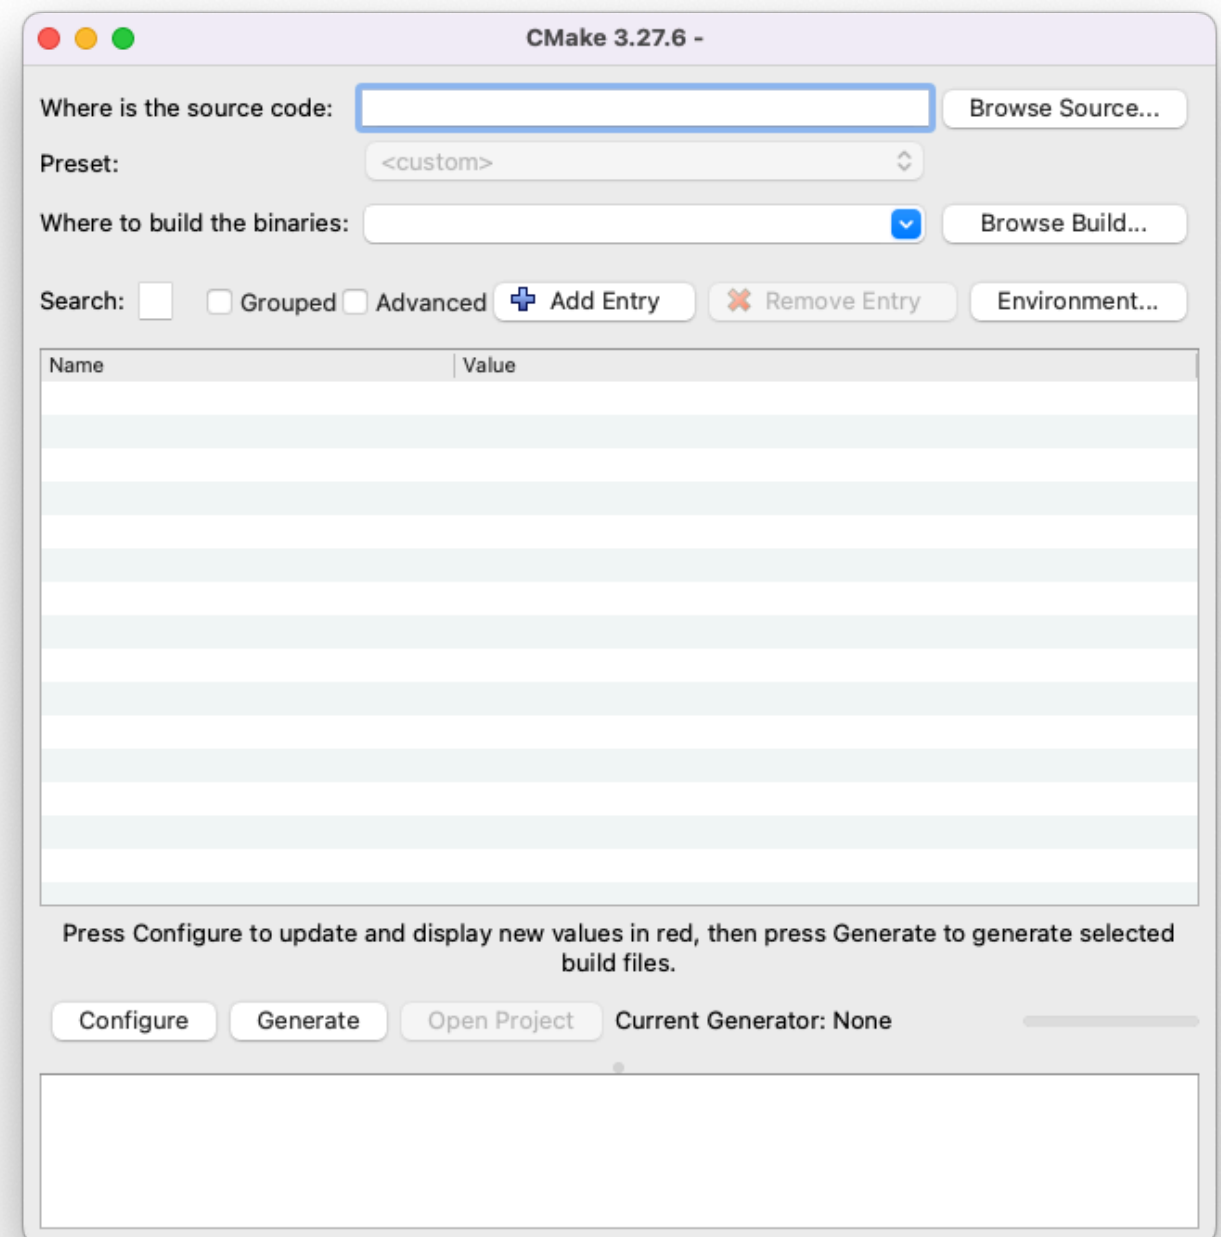 CMake 3.27.6 -
Where is the source code: Browse Source...
Preset: <custom>
Where to build the binaries: Browse Build...
Search: Grouped Advanced Add Entry Remove Entry Environment...
Name Value
Press Configure to update and display new values in red, then press Generate to generate selected
build files.
Configure Generate Open Project Current Generator: None